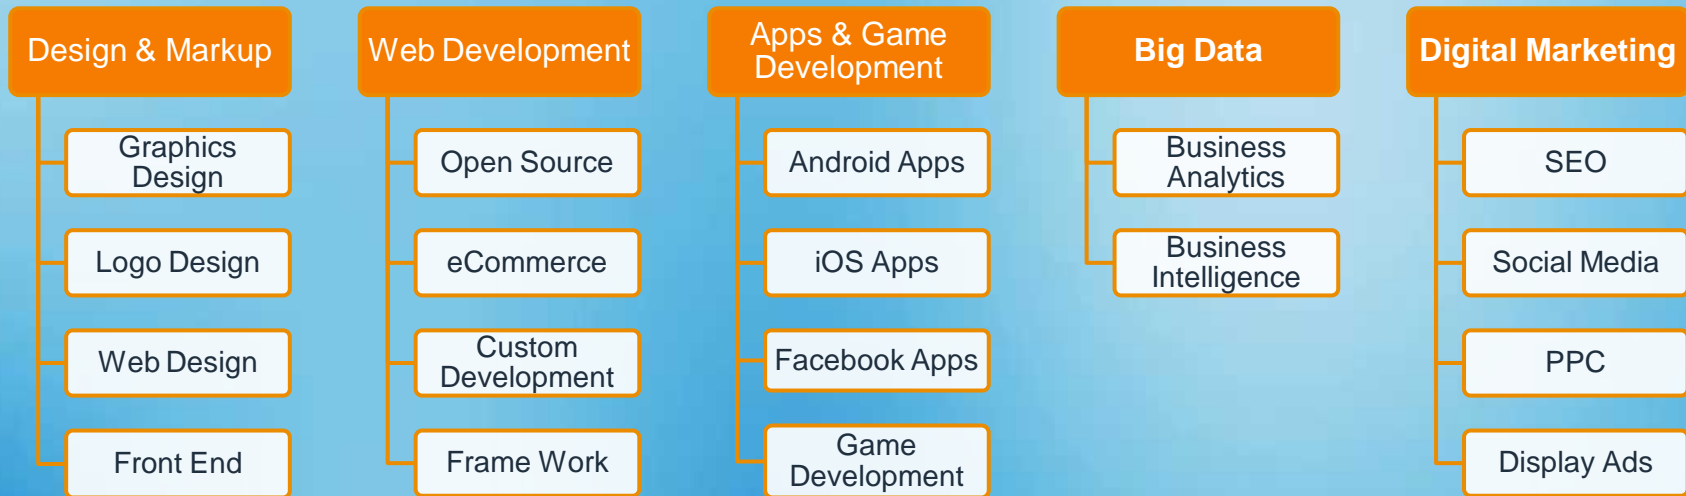 Design & Markup
Graphics
Design
Logo Design
Web Design
Front End
Web Development
Open Source
eCommerce
Custom
Development
Frame Work
Apps & Game
Development
Android Apps
iOS Apps
Facebook Apps
Game
Development
Big Data
Business
Analytics
Business
Intelligence
Digital Marketing
SEO
Social Media
PPC
Display Ads